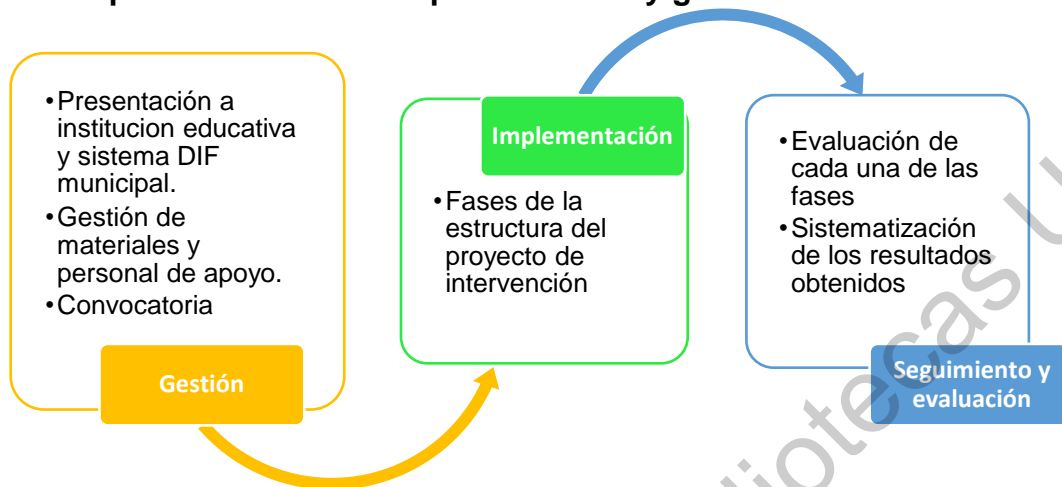 •Presentación a
institucion educativa
y sistema DIF
municipal.
•Gestión de
materiales y
personal de apoyo.
•Convocatoria
Gestión
Implementación
•Fases de la
estructura del
proyecto de
intervención
•Evaluación de
cada una de las
fases
•Sistematización
de los resultados
obtenidos
Seguimiento y
evaluación